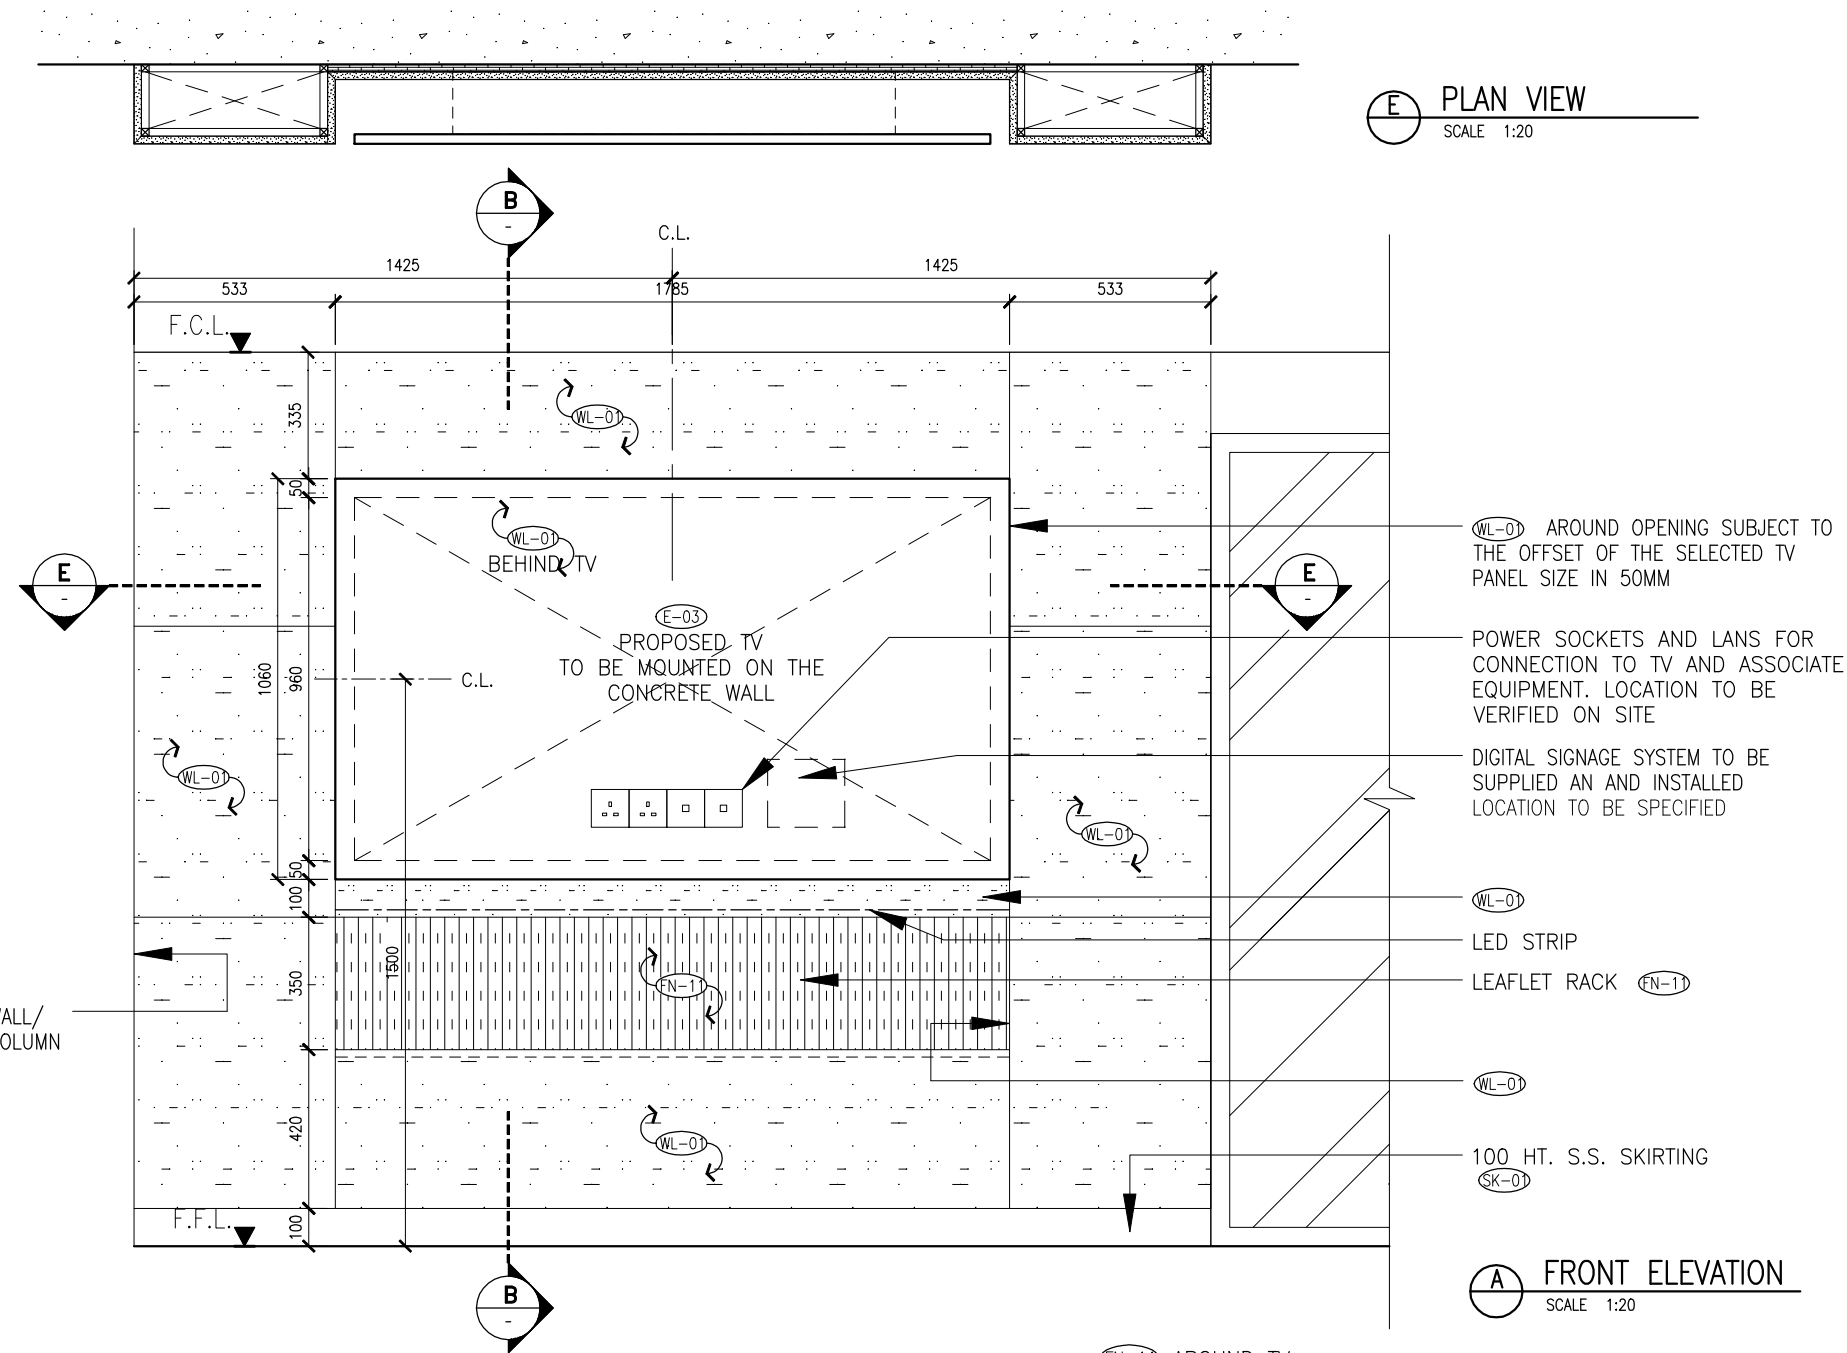 E
PLAN VIEW
SCALE 1:20
B
-
C.L.
1425
1425
533
1785
533
F.C.L.
335
WL-01
50
WL-01
BEHIND TV
WL-01 AROUND OPENING SUBJECT TO
THE OFFSET OF THE SELECTED TV
PANEL SIZE IN 50MM
E
-
E
-
E-03
PROPOSED TV
TO BE MOUNTED ON THE
CONCRETE WALL
POWER SOCKETS AND LANS FOR
CONNECTION TO TV AND ASSOCIATE
EQUIPMENT. LOCATION TO BE
VERIFIED ON SITE
1060
960
C.L.
DIGITAL SIGNAGE SYSTEM TO BE
SUPPLIED AN AND INSTALLED
LOCATION TO BE SPECIFIED
WL-01
WL-01
50
100
WL-01
LED STRIP
1500
350
FN-11
LEAFLET RACK FN-11
ALL/
OLUMN
WL-01
420
WL-01
100 HT. S.S. SKIRTING
SK-01
F.F.L.
100
A
FRONT ELEVATION
SCALE 1:20
B
-
AROUND TV